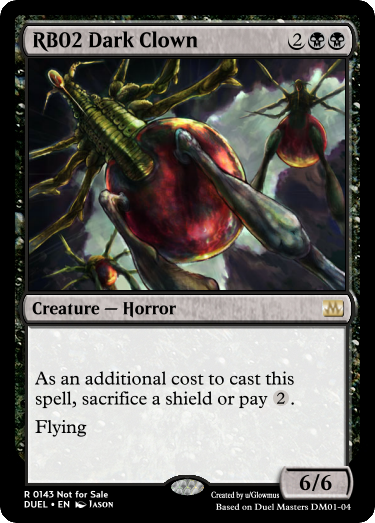 RB02 Dark Clown 2
Creature — Horror
As an additional cost to cast this
spell, sacrifice a shield or pay 2.
Flying
6/6
R 0143 Not for Sale
DUEL • EN Jason
Created by u/Glowmus
Based on Duel Masters DM01-04